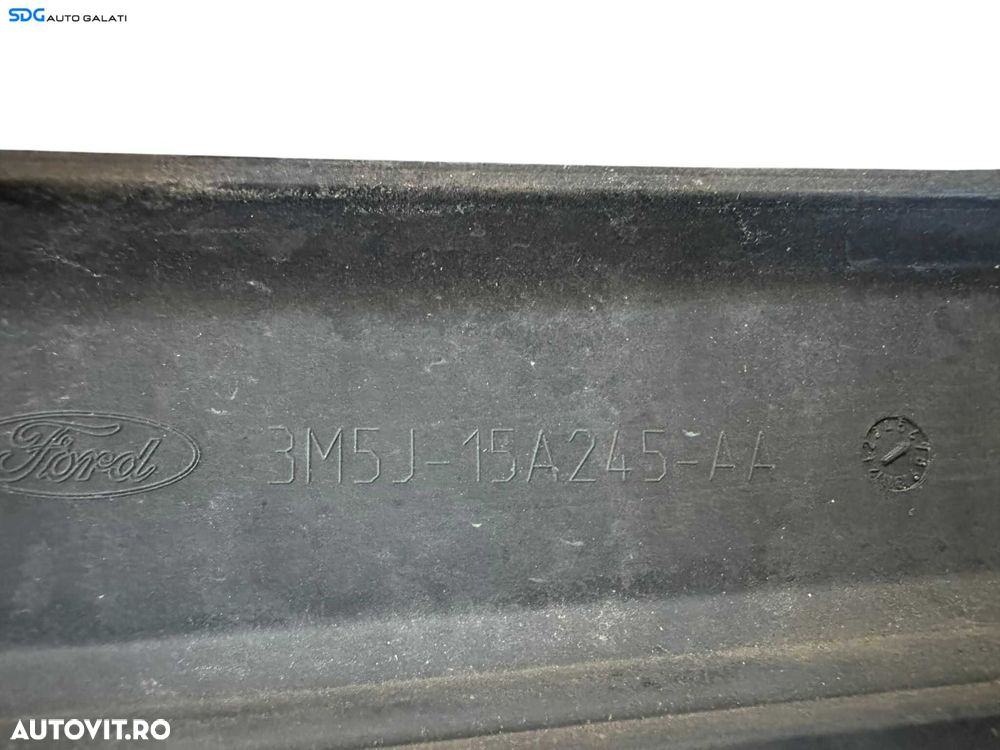 SDG AUTO GALATI
Ford 3M5J-15A245-AA
AUTOVIT.RO